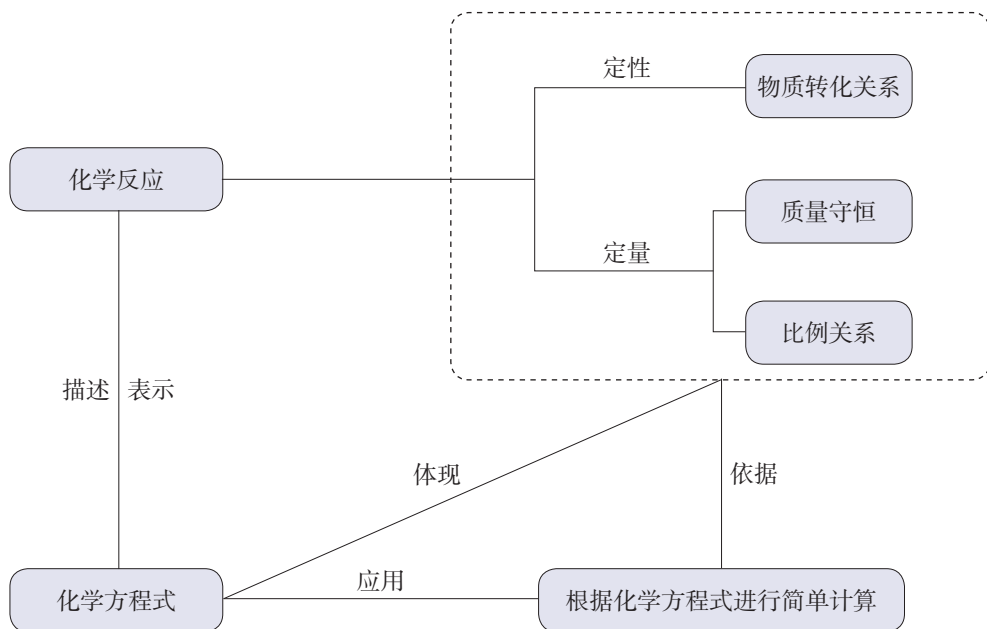 定性
物质转化关系
化学反应
质量守恒
定量
比例关系
描述 表示
体现
依据
化学方程式
应用
根据化学方程式进行简单计算